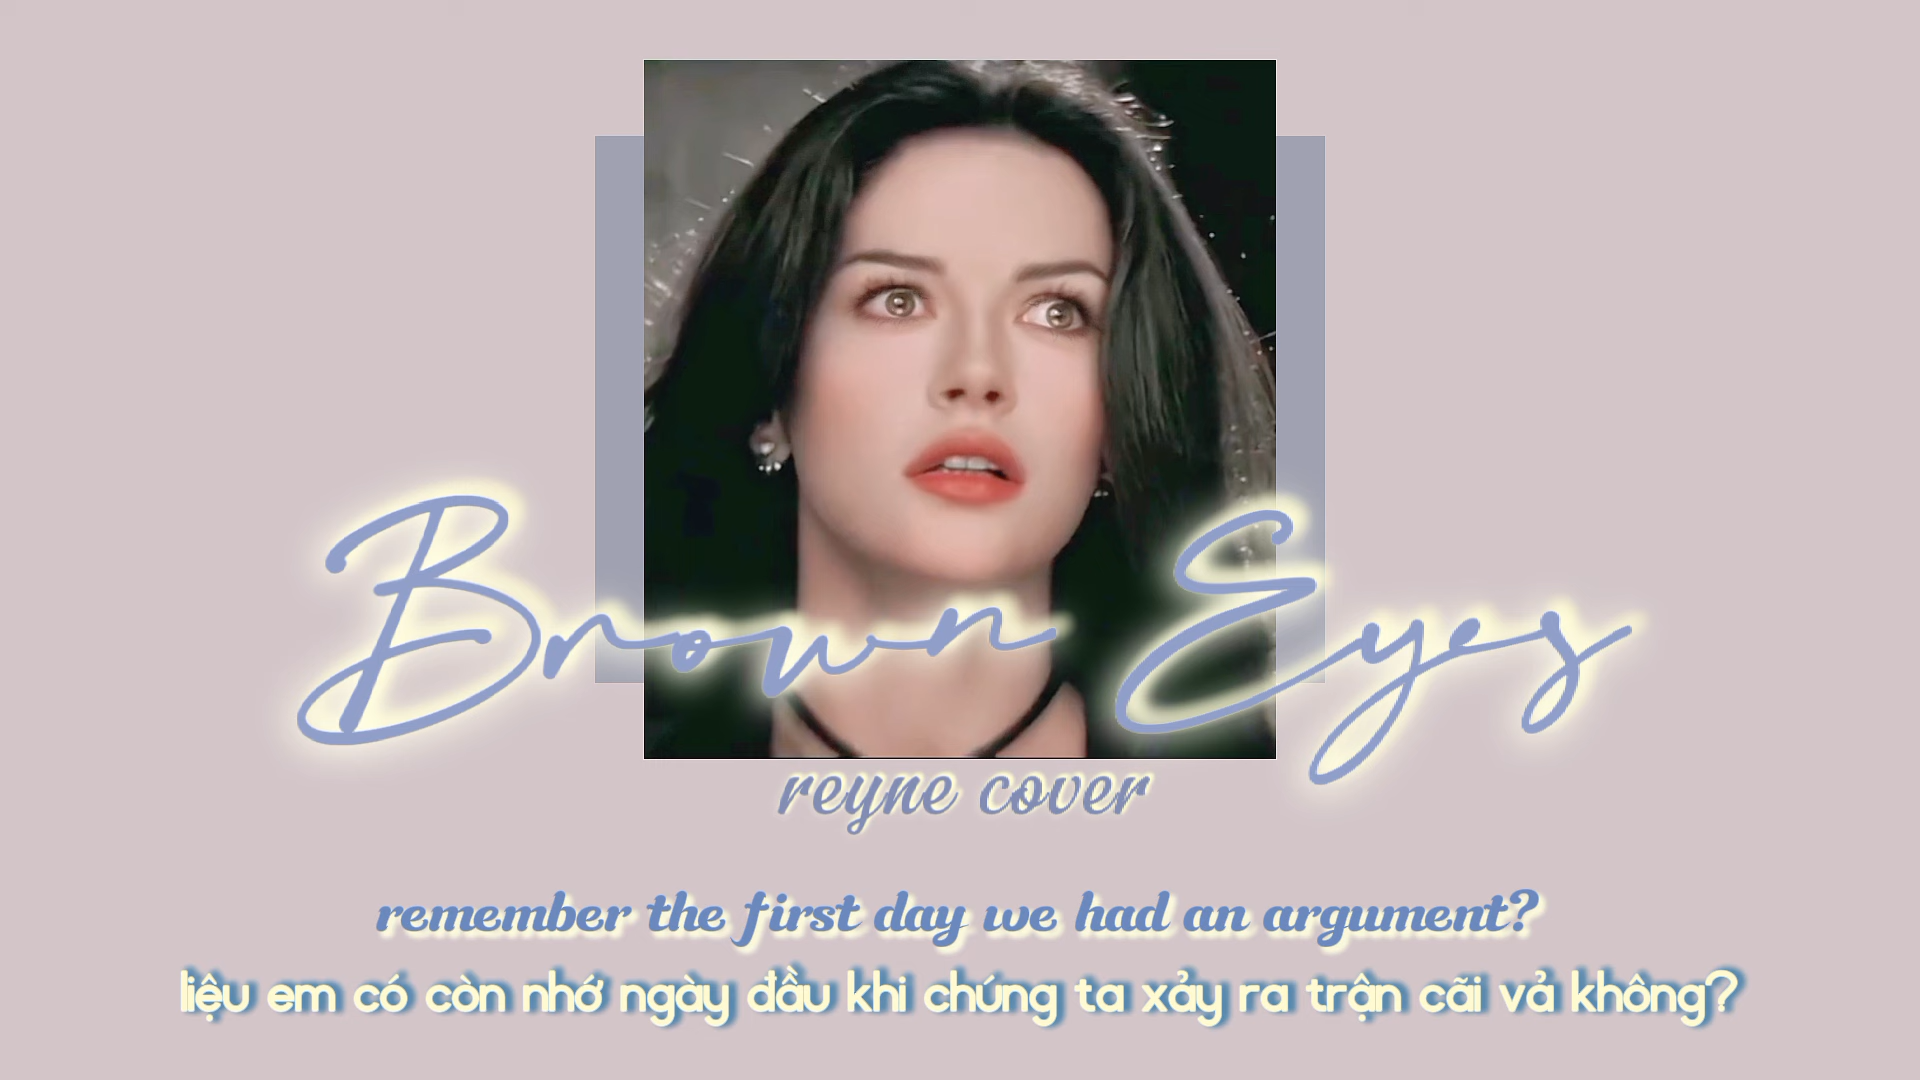 Brown Eyes
reyne cover
remember the first day we had an argument?
liệu em có còn nhớ ngày đầu khi chúng ta xảy ra trận cãi vả không?